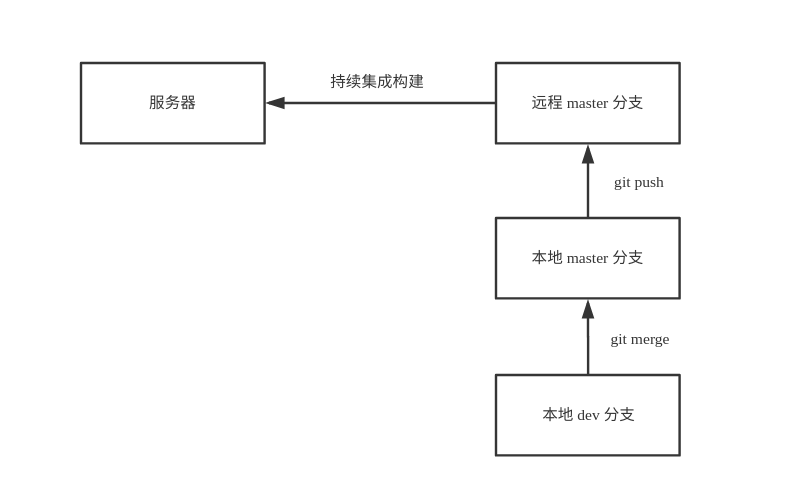 持续集成构建
服务器
远程 master 分支
git push
本地 master 分支
git merge
本地 dev 分支